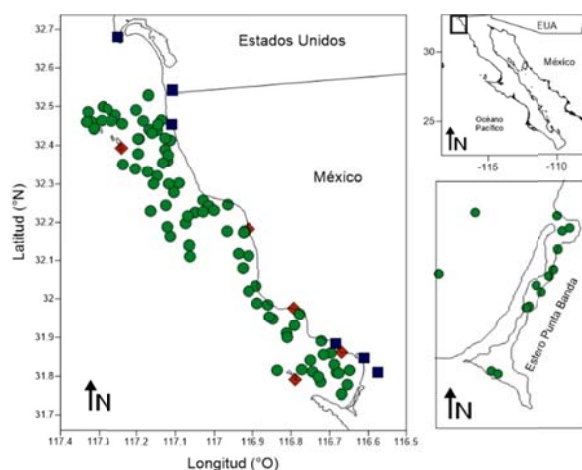 Estados Unidos
México
32.7
32.6
32.5
32.4
32.3
32.2
32.1
32
31.9
31.8
31.7
Latitud (°N)
N
117.4 117.3 117.2 117.1 117 116.9 116.8 116.7 116.6 116.5
Longitud (°O)
EUA
México
Océano
Pacífico
30
25
N
-115 -110
Estero Punta Banda
N